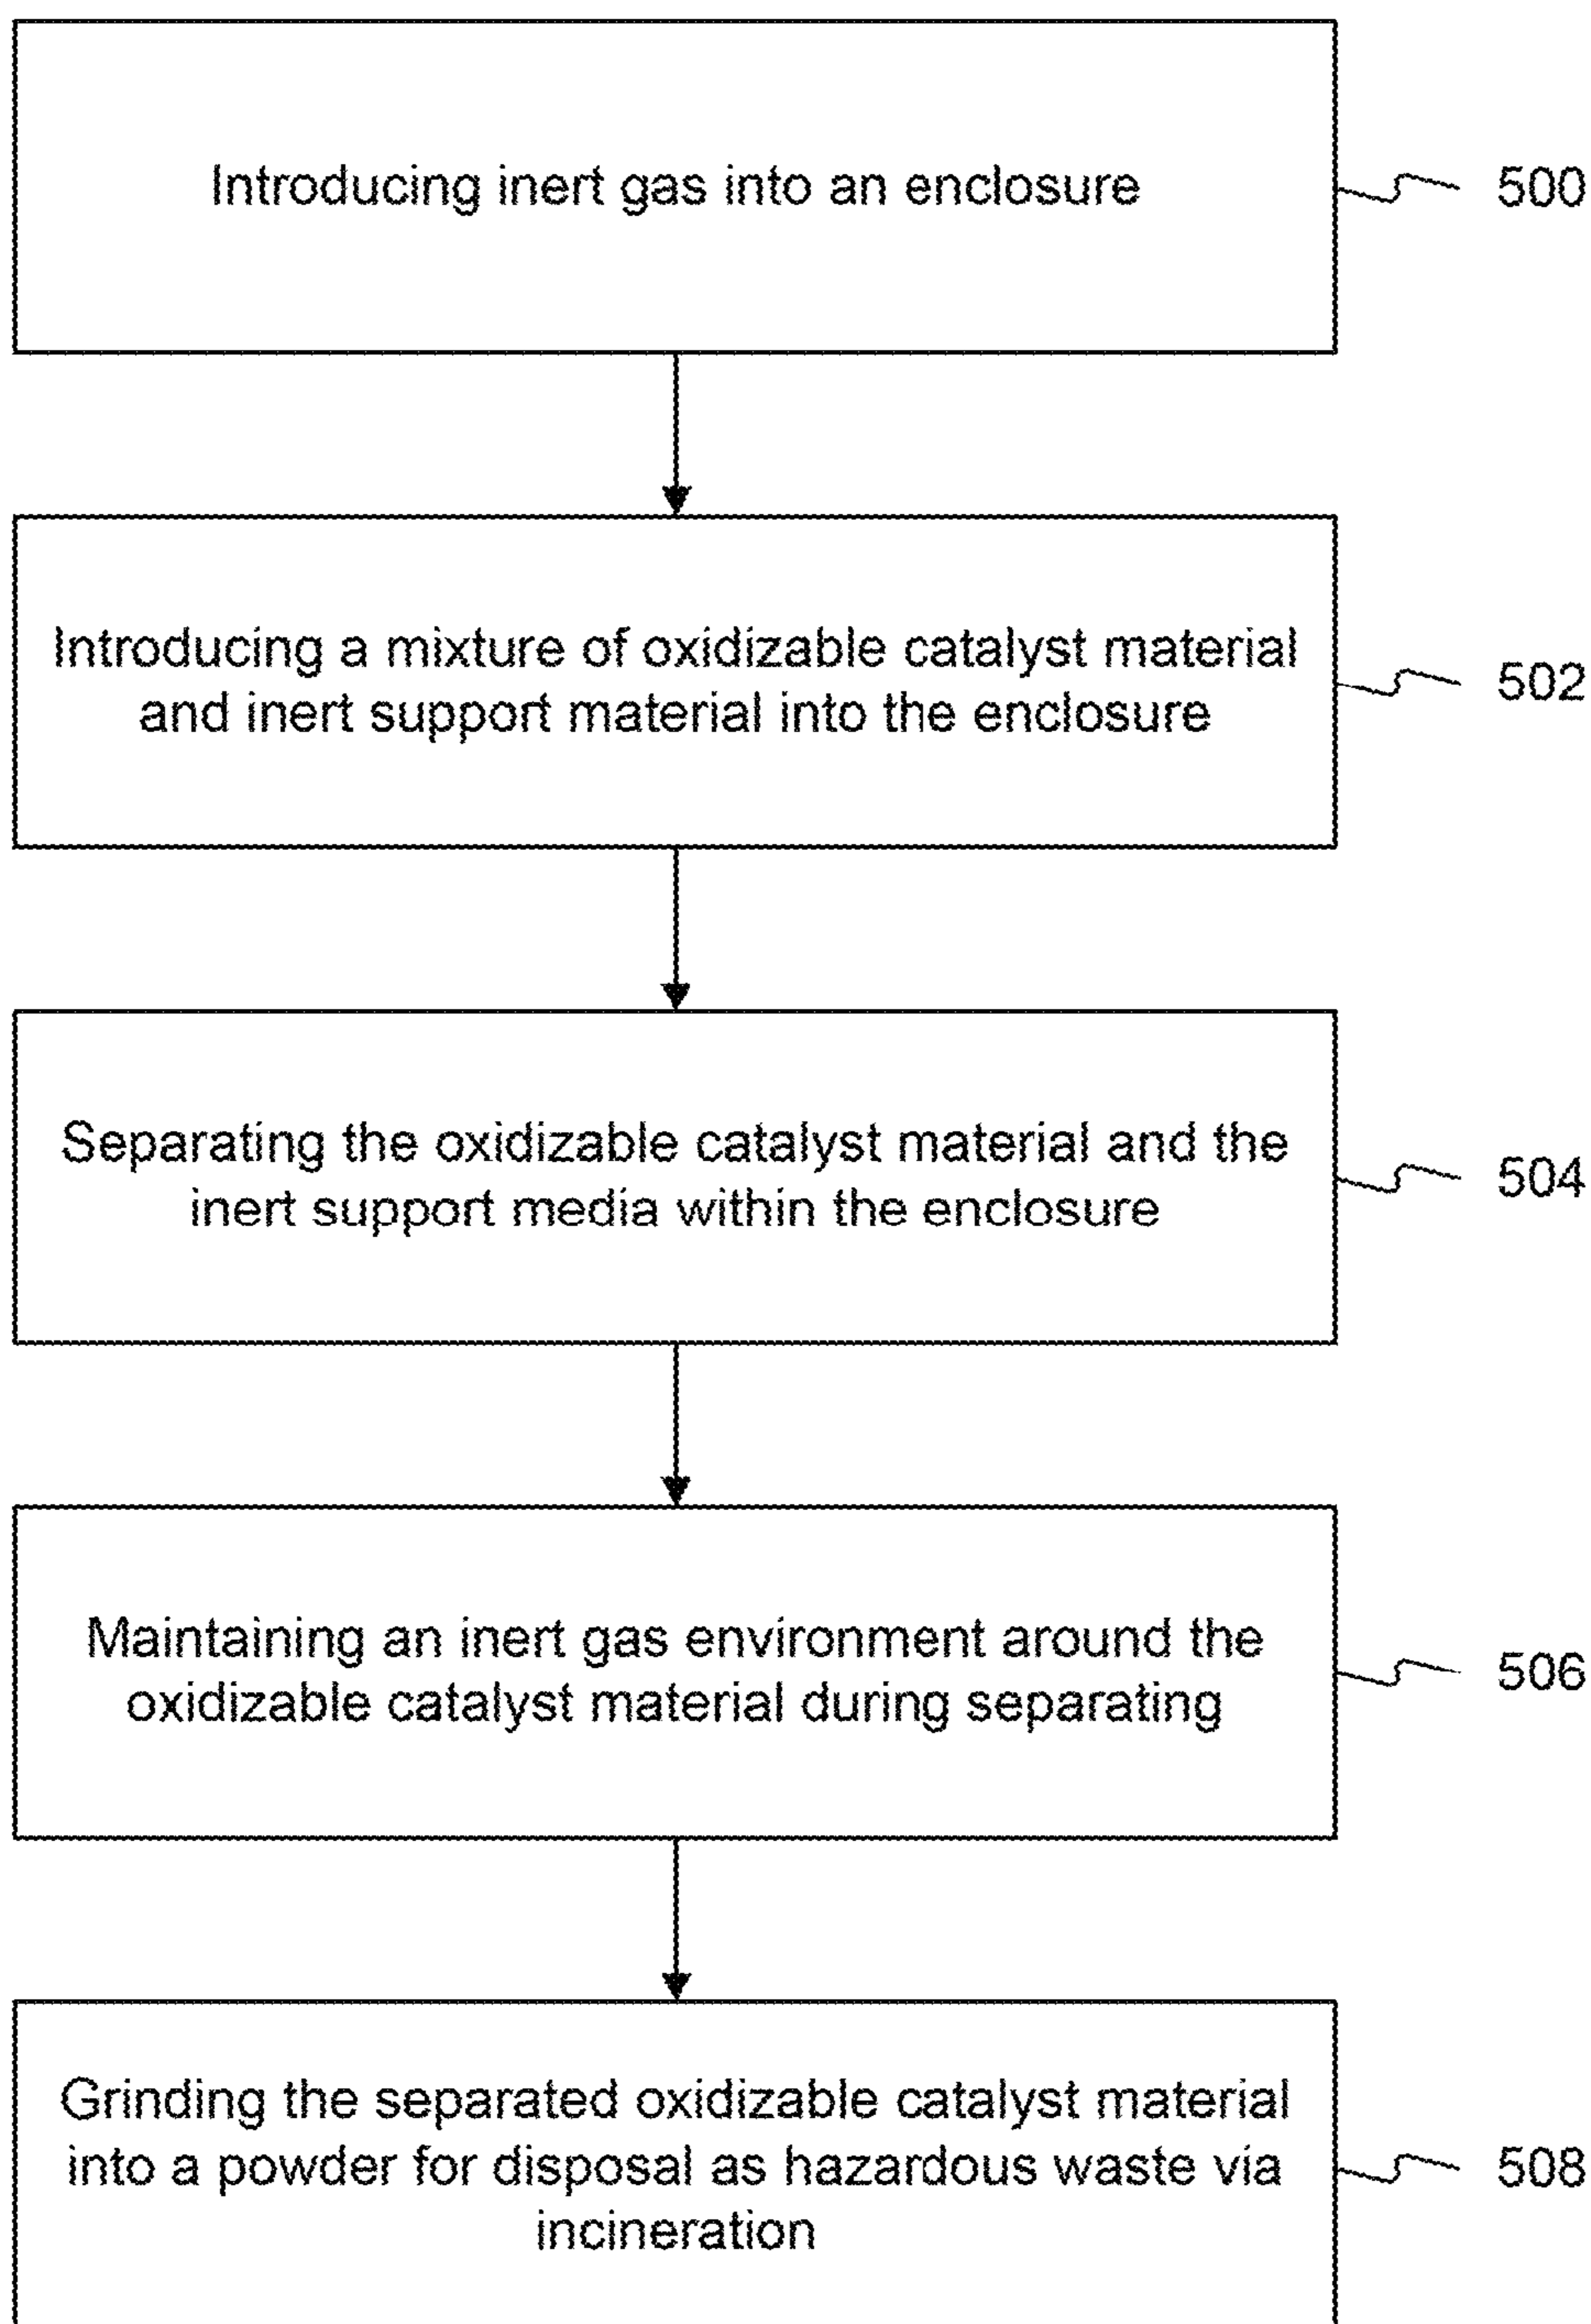 Introducing inert gas into an enclosure
500
Introducing a mixture of oxidizable catalyst material
and inert support material into the enclosure
502
Separating the oxidizable catalyst material and the
inert support media within the enclosure
504
Maintaining an inert gas environment around the
oxidizable catalyst material during separating
506
Grinding the separated oxidizable catalyst material
into a powder for disposal as hazardous waste via
incineration
508